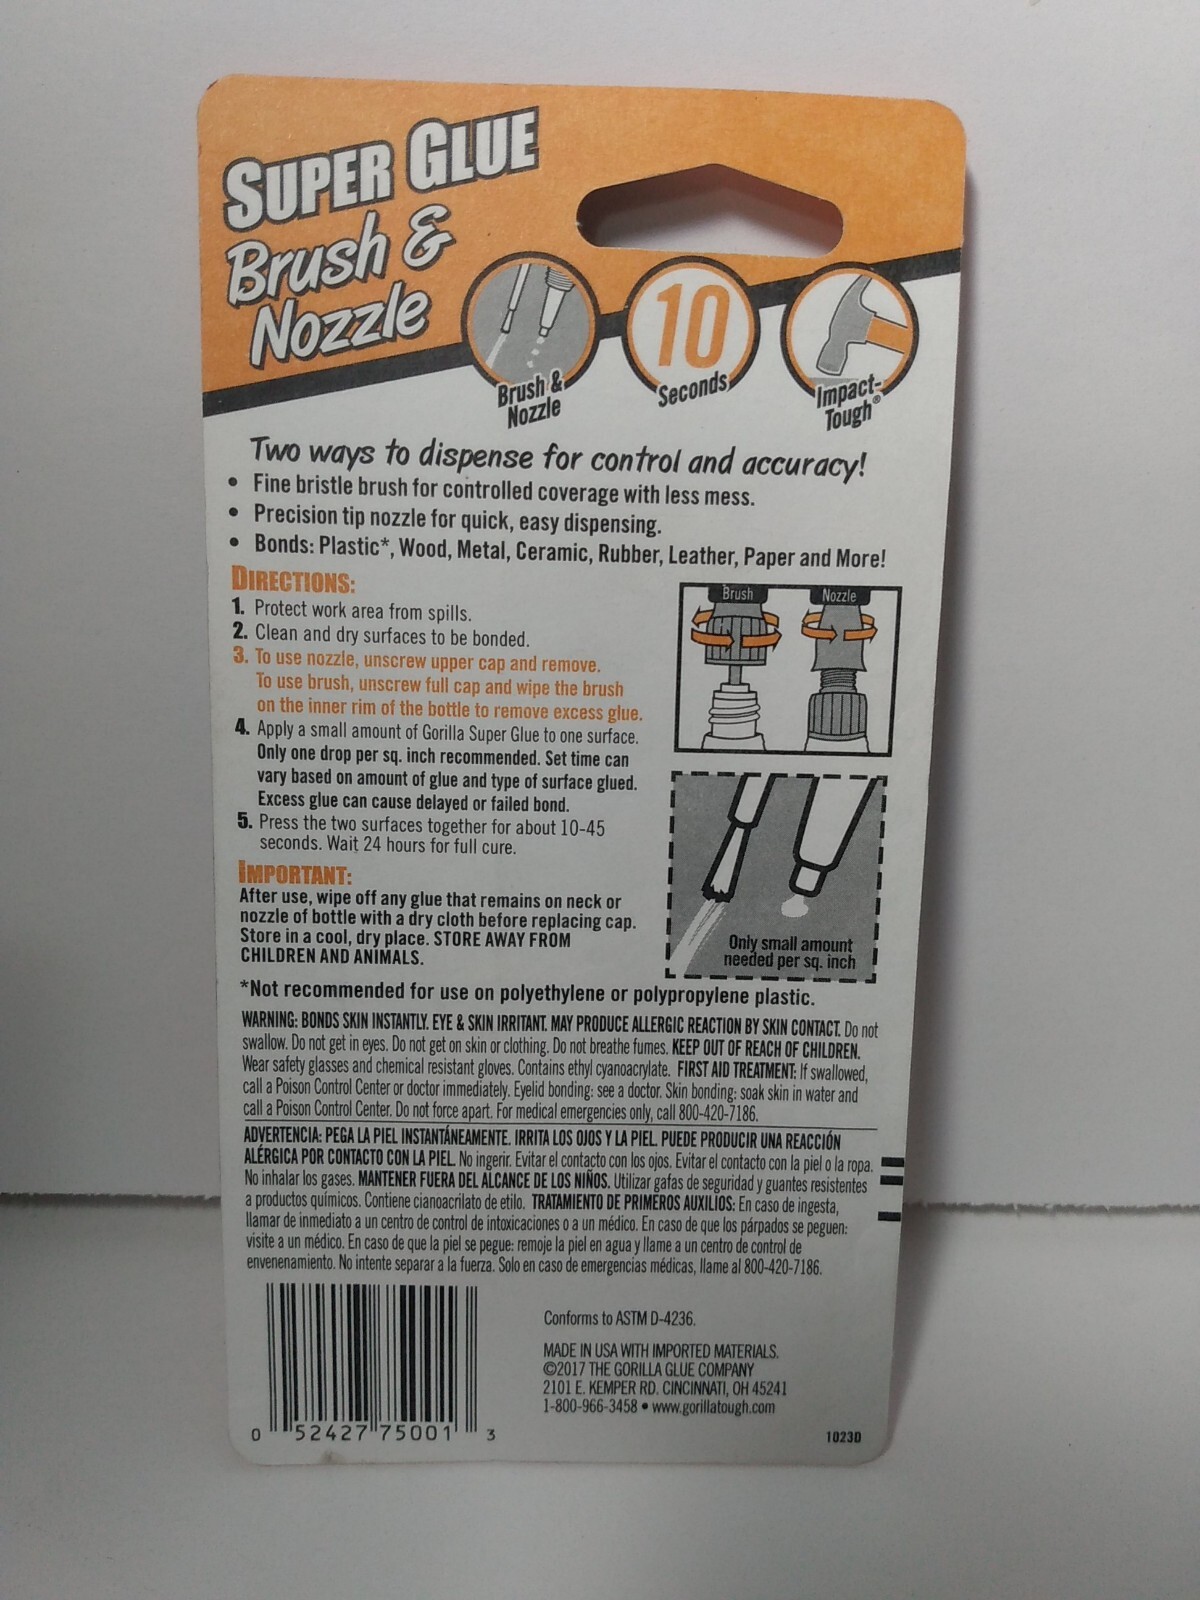 SUPER GLUE
Brush &
Nozzle
Brush &
Nozzle
10
Seconds
Impact-
Tough®
Two ways to dispense for control and accuracy!
• Fine bristle brush for controlled coverage with less mess.
• Precision tip nozzle for quick, easy dispensing.
• Bonds: Plastic*, Wood, Metal, Ceramic, Rubber, Leather, Paper and More!
DIRECTIONS:
1. Protect work area from spills.
2. Clean and dry surfaces to be bonded.
3. To use nozzle, unscrew upper cap and remove.
To use brush, unscrew full cap and wipe the brush
on the inner rim of the bottle to remove excess glue.
4. Apply a small amount of Gorilla Super Glue to one surface.
Only one drop per sq. inch recommended. Set time can
vary based on amount of glue and type of surface glued.
Excess glue can cause delayed or failed bond.
5. Press the two surfaces together for about 10-45
seconds. Wait 24 hours for full cure.
Brush
Nozzle
Only small amount
needed per sq. inch
IMPORTANT:
After use, wipe off any glue that remains on neck or
nozzle of bottle with a dry cloth before replacing cap.
Store in a cool, dry place. STORE AWAY FROM
CHILDREN AND ANIMALS.
*Not recommended for use on polyethylene or polypropylene plastic.
WARNING: BONDS SKIN INSTANTLY. EYE & SKIN IRRITANT. MAY PRODUCE ALLERGIC REACTION BY SKIN CONTACT. Do not
swallow. Do not get in eyes. Do not get on skin or clothing. Do not breathe fumes. KEEP OUT OF REACH OF CHILDREN.
Wear safety glasses and chemical resistant gloves. Contains ethyl cyanoacrylate. FIRST AID TREATMENT: If swallowed,
call a Poison Control Center or doctor immediately. Eyelid bonding: see a doctor. Skin bonding: soak skin in water and
call a Poison Control Center. Do not force apart. For medical emergencies only, call 800-420-7186.
ADVERTENCIA: PEGA LA PIEL INSTANTÁNEAMENTE. IRRITA LOS OJOS Y LA PIEL. PUEDE PRODUCIR UNA REACCIÓN
ALÉRGICA POR CONTACTO CON LA PIEL. No ingerir. Evitar el contacto con los ojos. Evitar el contacto con la piel o la ropa.
No inhalar los gases. MANTENER FUERA DEL ALCANCE DE LOS NIÑOS. Utilizar gafas de seguridad y guantes resistentes
a productos químicos. Contiene cianoacrilato de etilo. TRATAMIENTO DE PRIMEROS AUXILIOS: En caso de ingesta,
llamar de inmediato a un centro de control de intoxicaciones o a un médico. En caso de que los párpados se peguen:
visite a un médico. En caso de que la piel se pegue: remoje la piel en agua y llame a un centro de control de
envenenamiento. No intente separar a la fuerza. Solo en caso de emergencias médicas, llame al 800-420-7186.
0 52427 75001 3
Conforms to ASTM D-4236.
MADE IN USA WITH IMPORTED MATERIALS.
©2017 THE GORILLA GLUE COMPANY
2101 E. KEMPER RD. CINCINNATI, OH 45241
1-800-966-3458 • www.gorillatough.com
1023D